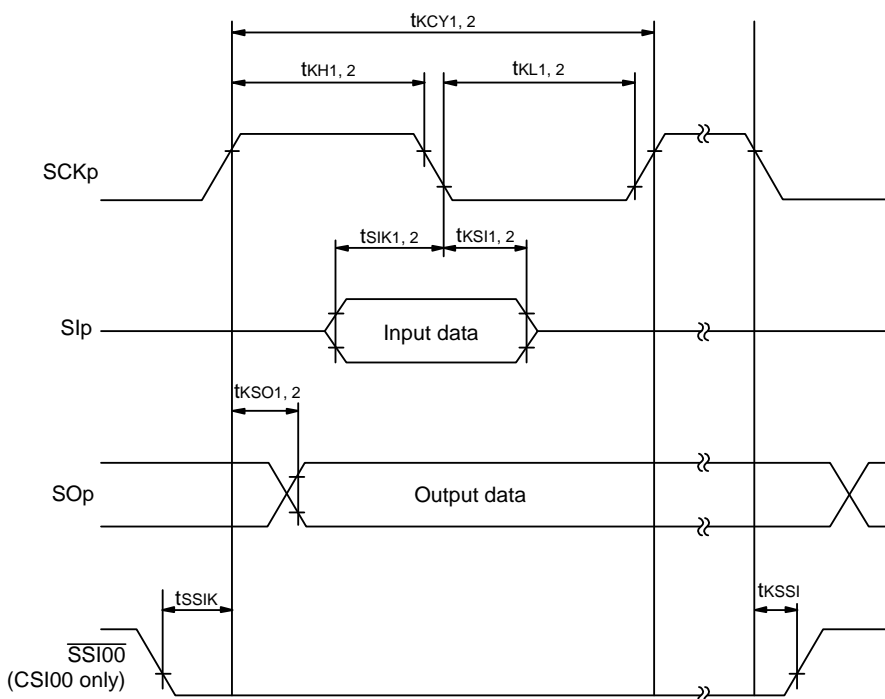 tKCY1, 2
tKH1, 2
tKL1, 2
SCKp
tSIK1, 2
tKSI1, 2
SIp
Input data
tKSO1, 2
SOp
Output data
tSSIK
tKSSI
SSI00
(CSI00 only)